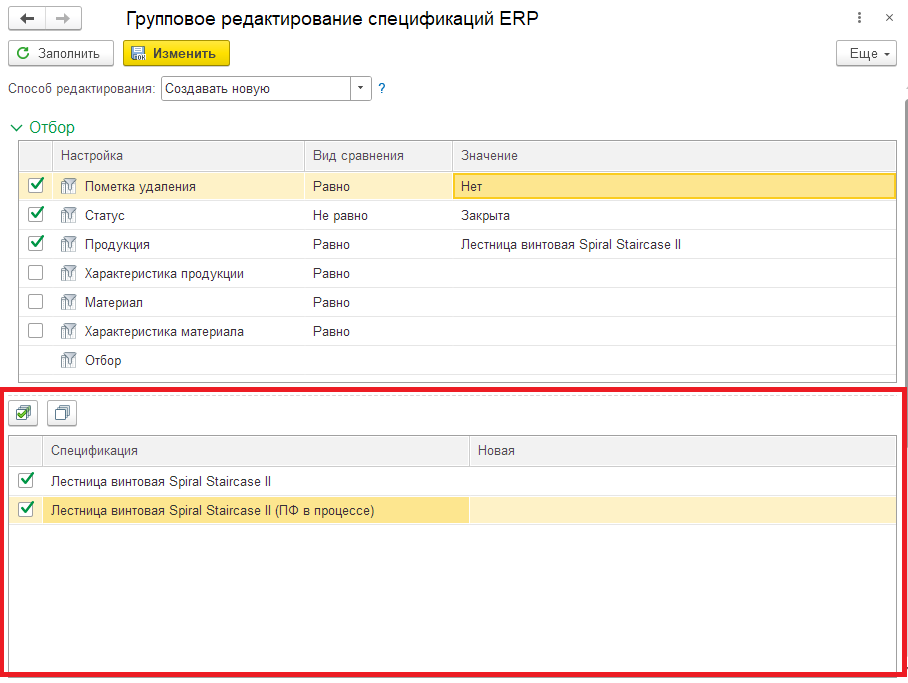 Групповое редактирование спецификаций ERP
Заполнить Изменить Еще
Способ редактирования: Создавать новую ?
Отбор
Настройка Вид сравнения Значение
Пометка удаления Равно Нет
Статус Не равно Закрыта
Продукция Равно Лестница винтовая Spiral Staircase II
Характеристика продукции Равно
Материал Равно
Характеристика материала Равно
Отбор
Спецификация Новая
Лестница винтовая Spiral Staircase II
Лестница винтовая Spiral Staircase II (ПФ в процессе)